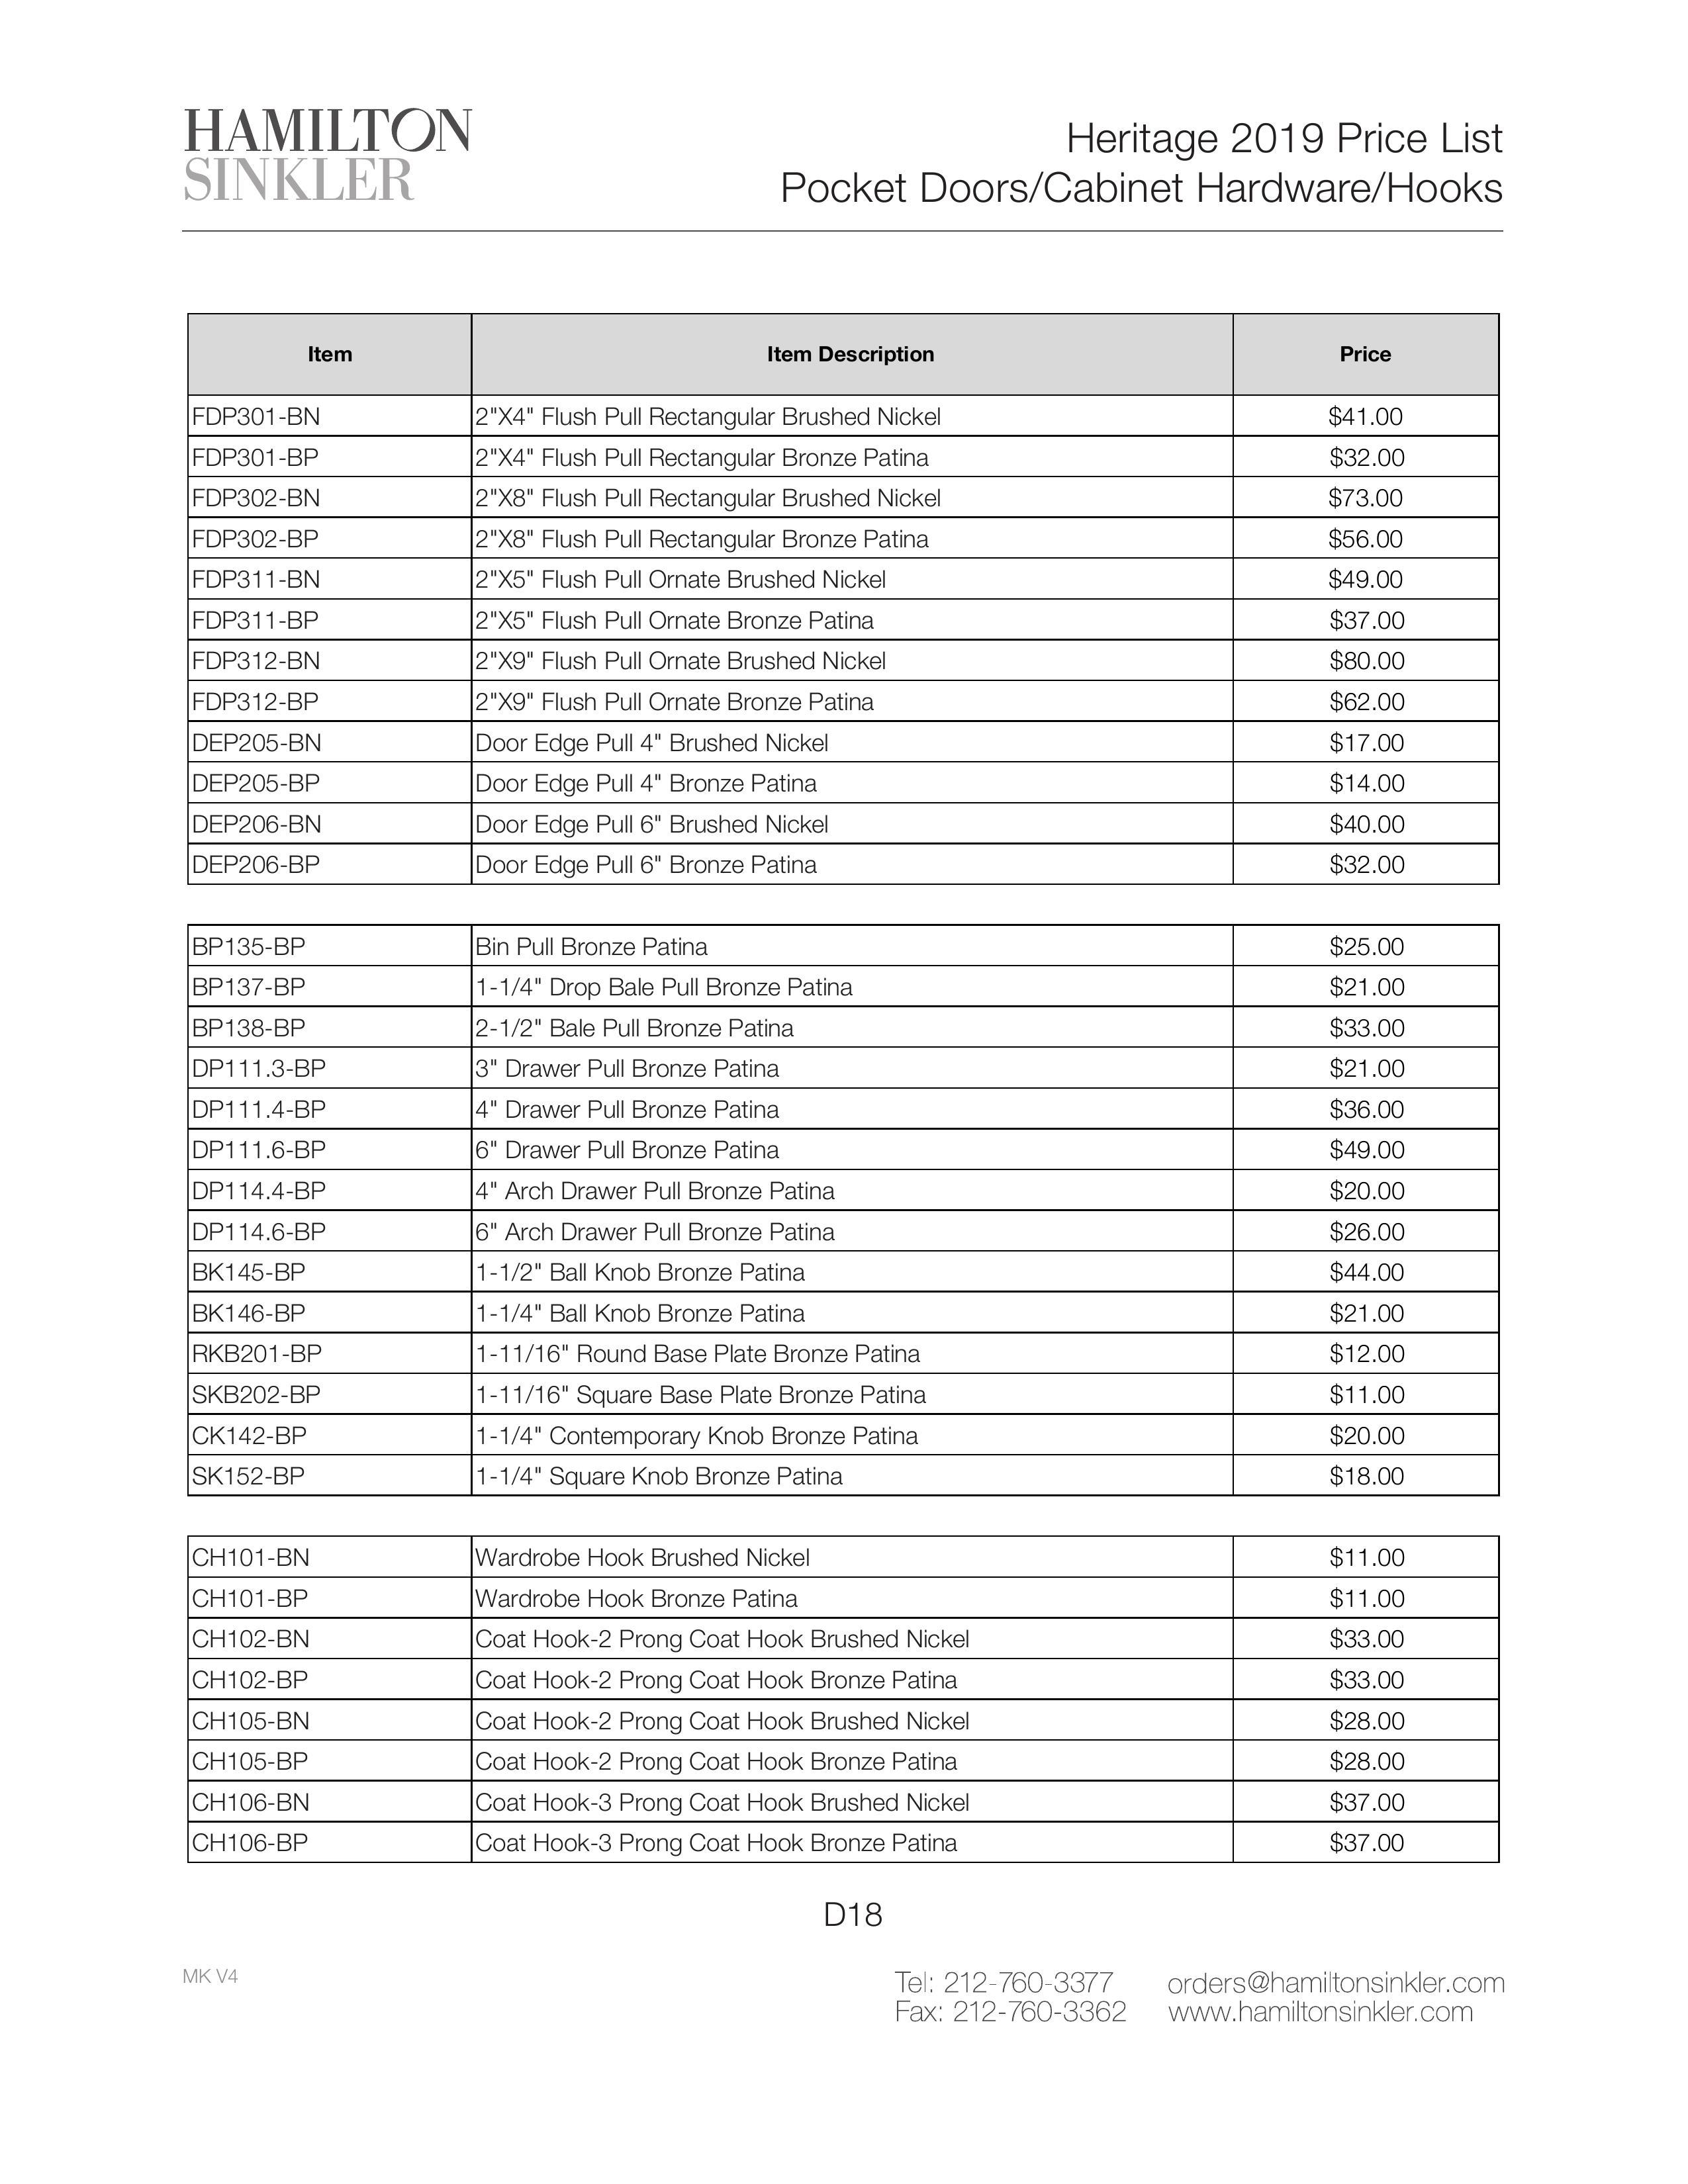 HAMILTON
SINKLER
Heritage 2019 Price List
Pocket Doors/Cabinet Hardware/Hooks
Item Item Description Price
FDP301-BN 2"X4" Flush Pull Rectangular Brushed Nickel $41.00
FDP301-BP 2"X4" Flush Pull Rectangular Bronze Patina $32.00
FDP302-BN 2"X8" Flush Pull Rectangular Brushed Nickel $73.00
FDP302-BP 2"X8" Flush Pull Rectangular Bronze Patina $56.00
FDP311-BN 2"X5" Flush Pull Ornate Brushed Nickel $49.00
FDP311-BP 2"X5" Flush Pull Ornate Bronze Patina $37.00
FDP312-BN 2"X9" Flush Pull Ornate Brushed Nickel $80.00
FDP312-BP 2"X9" Flush Pull Ornate Bronze Patina $62.00
DEP205-BN Door Edge Pull 4" Brushed Nickel $17.00
DEP205-BP Door Edge Pull 4" Bronze Patina $14.00
DEP206-BN Door Edge Pull 6" Brushed Nickel $40.00
DEP206-BP Door Edge Pull 6" Bronze Patina $32.00
BP135-BP Bin Pull Bronze Patina $25.00
BP137-BP 1-1/4" Drop Bale Pull Bronze Patina $21.00
BP138-BP 2-1/2" Bale Pull Bronze Patina $33.00
DP111.3-BP 3" Drawer Pull Bronze Patina $21.00
DP111.4-BP 4" Drawer Pull Bronze Patina $36.00
DP111.6-BP 6" Drawer Pull Bronze Patina $49.00
DP114.4-BP 4" Arch Drawer Pull Bronze Patina $20.00
DP114.6-BP 6" Arch Drawer Pull Bronze Patina $26.00
BK145-BP 1-1/2" Ball Knob Bronze Patina $44.00
BK146-BP 1-1/4" Ball Knob Bronze Patina $21.00
RKB201-BP 1-11/16" Round Base Plate Bronze Patina $12.00
SKB202-BP 1-11/16" Square Base Plate Bronze Patina $11.00
CK142-BP 1-1/4" Contemporary Knob Bronze Patina $20.00
SK152-BP 1-1/4" Square Knob Bronze Patina $18.00
CH101-BN Wardrobe Hook Brushed Nickel $11.00
CH101-BP Wardrobe Hook Bronze Patina $11.00
CH102-BN Coat Hook-2 Prong Coat Hook Brushed Nickel $33.00
CH102-BP Coat Hook-2 Prong Coat Hook Bronze Patina $33.00
CH105-BN Coat Hook-2 Prong Coat Hook Brushed Nickel $28.00
CH105-BP Coat Hook-2 Prong Coat Hook Bronze Patina $28.00
CH106-BN Coat Hook-3 Prong Coat Hook Brushed Nickel $37.00
CH106-BP Coat Hook-3 Prong Coat Hook Bronze Patina $37.00
D18
MK V4
Tel: 212-760-3377 orders@hamiltonsinkler.com
Fax: 212-760-3362 www.hamiltonsinkler.com